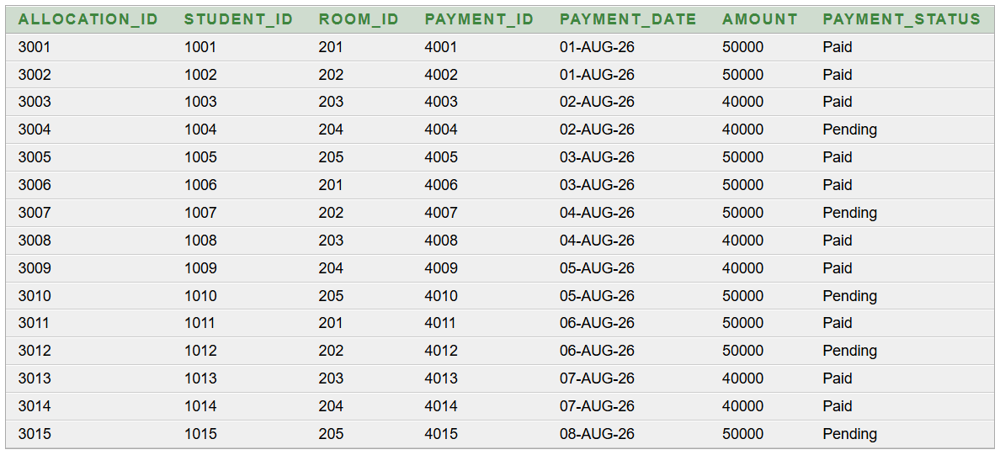 ALLOCATION_ID STUDENT_ID ROOM_ID PAYMENT_ID PAYMENT_DATE AMOUNT PAYMENT_STATUS
3001 1001 201 4001 01-AUG-26 50000 Paid
3002 1002 202 4002 01-AUG-26 50000 Paid
3003 1003 203 4003 02-AUG-26 40000 Paid
3004 1004 204 4004 02-AUG-26 40000 Pending
3005 1005 205 4005 03-AUG-26 50000 Paid
3006 1006 201 4006 03-AUG-26 50000 Paid
3007 1007 202 4007 04-AUG-26 50000 Pending
3008 1008 203 4008 04-AUG-26 40000 Paid
3009 1009 204 4009 05-AUG-26 40000 Paid
3010 1010 205 4010 05-AUG-26 50000 Pending
3011 1011 201 4011 06-AUG-26 50000 Paid
3012 1012 202 4012 06-AUG-26 50000 Pending
3013 1013 203 4013 07-AUG-26 40000 Paid
3014 1014 204 4014 07-AUG-26 40000 Paid
3015 1015 205 4015 08-AUG-26 50000 Pending